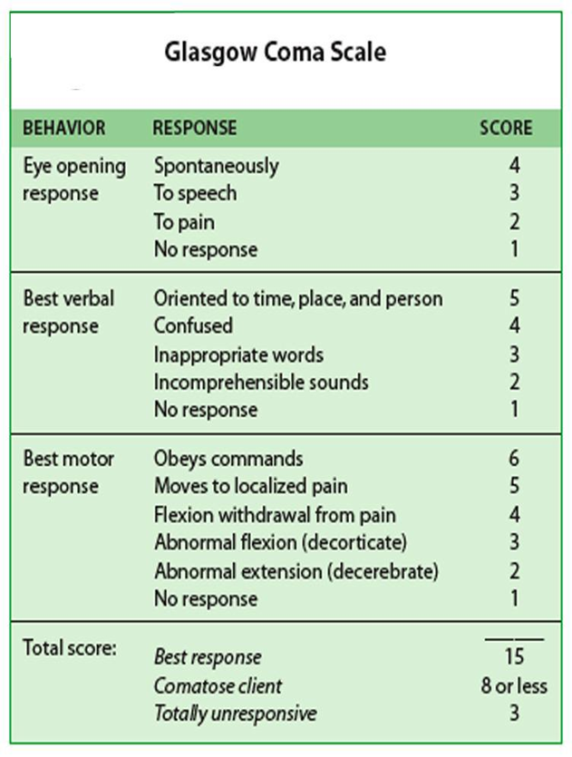 Glasgow Coma Scale
BEHAVIOR RESPONSE SCORE
Eye opening Spontaneously 4
response To speech 3
To pain 2
No response 1
Best verbal Oriented to time, place, and person 5
response Confused 4
Inappropriate words 3
Incomprehensible sounds 2
No response 1
Best motor Obeys commands 6
response Moves to localized pain 5
Flexion withdrawal from pain 4
Abnormal flexion (decorticate) 3
Abnormal extension (decerebrate) 2
No response 1
Total score: Best response 15
Comatose client 8 or less
Totally unresponsive 3